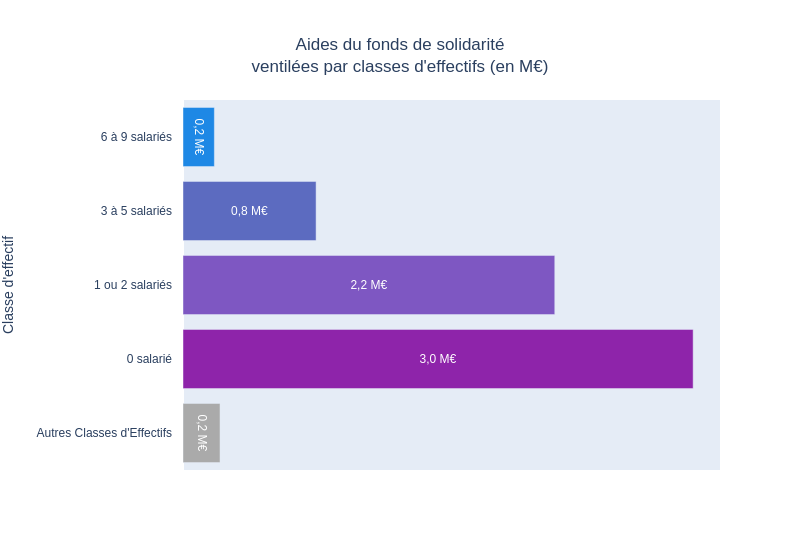 Aides du fonds de solidarité
ventilées par classes d'effectifs (en M€)
Classe d'effectif
6 à 9 salariés
0,2 M€
3 à 5 salariés
0,8 M€
1 ou 2 salariés
2,2 M€
0 salarié
3,0 M€
Autres Classes d'Effectifs
0,2 M€